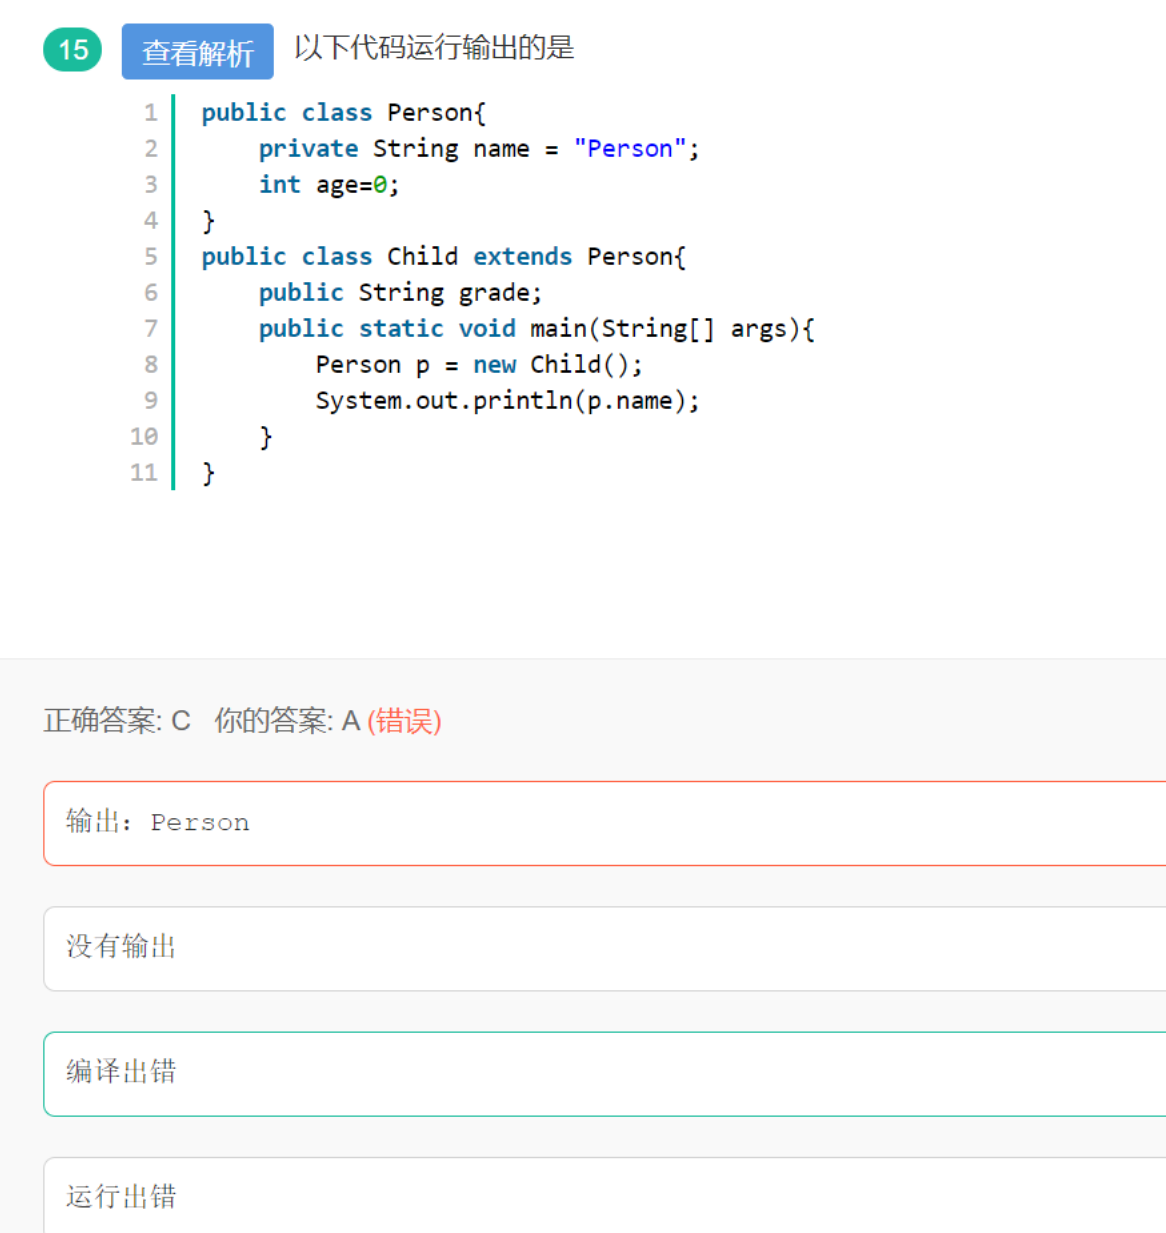 15 查看解析 以下代码运行输出的是
1 public class Person{
2     private String name = "Person";
3     int age=0;
4 }
5 public class Child extends Person{
6     public String grade;
7     public static void main(String[] args){
8         Person p = new Child();
9         System.out.println(p.name);
10     }
11 }
正确答案: C 你的答案: A (错误)
输出：Person
没有输出
编译出错
运行出错